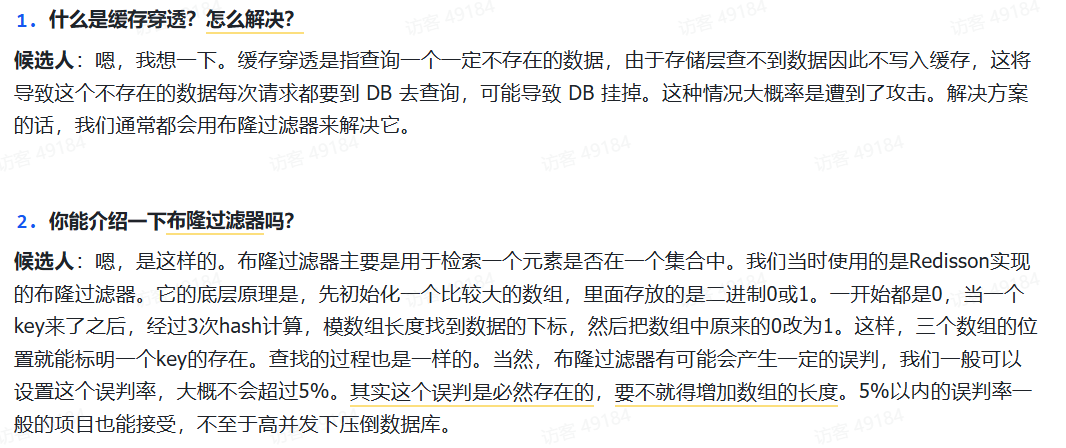 1. 什么是缓存穿透？怎么解决？
候选人：嗯，我想一下。缓存穿透是指查询一个一定不存在的数据，由于存储层查不到数据因此不写入缓存，这将
导致这个不存在的数据每次请求都要到 DB 去查询，可能导致 DB 挂掉。这种情况大概率是遭到了攻击。解决方案
的话，我们通常都会用布隆过滤器来解决它。
2. 你能介绍一下布隆过滤器吗？
候选人：嗯，是这样的。布隆过滤器主要是用于检索一个元素是否在一个集合中。我们当时使用的是Redisson实现
的布隆过滤器。它的底层原理是，先初始化一个比较大的数组，里面存放的是二进制0或1。一开始都是0，当一个
key来了之后，经过3次hash计算，模数组长度找到数据的下标，然后把数组中原来的0改为1。这样，三个数组的位
置就能标明一个key的存在。查找的过程也是一样的。当然，布隆过滤器有可能会产生一定的误判，我们一般可以
设置这个误判率，大概不会超过5%。其实这个误判是必然存在的，要不就得增加数组的长度。5%以内的误判率一
般的项目也能接受，不至于高并发下压倒数据库。
访客 49184
访客 49184
访客 49184
访客 49184
访客 49184
访客 49184
访客 49184
访客 49184